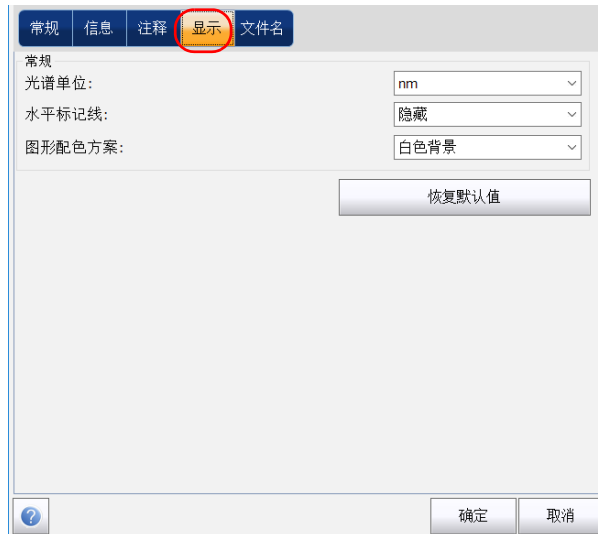 常规 信息 注释 显示 文件名
常规
光谱单位: nm
水平标记线: 隐藏
图形配色方案: 白色背景
恢复默认值
? 确定 取消